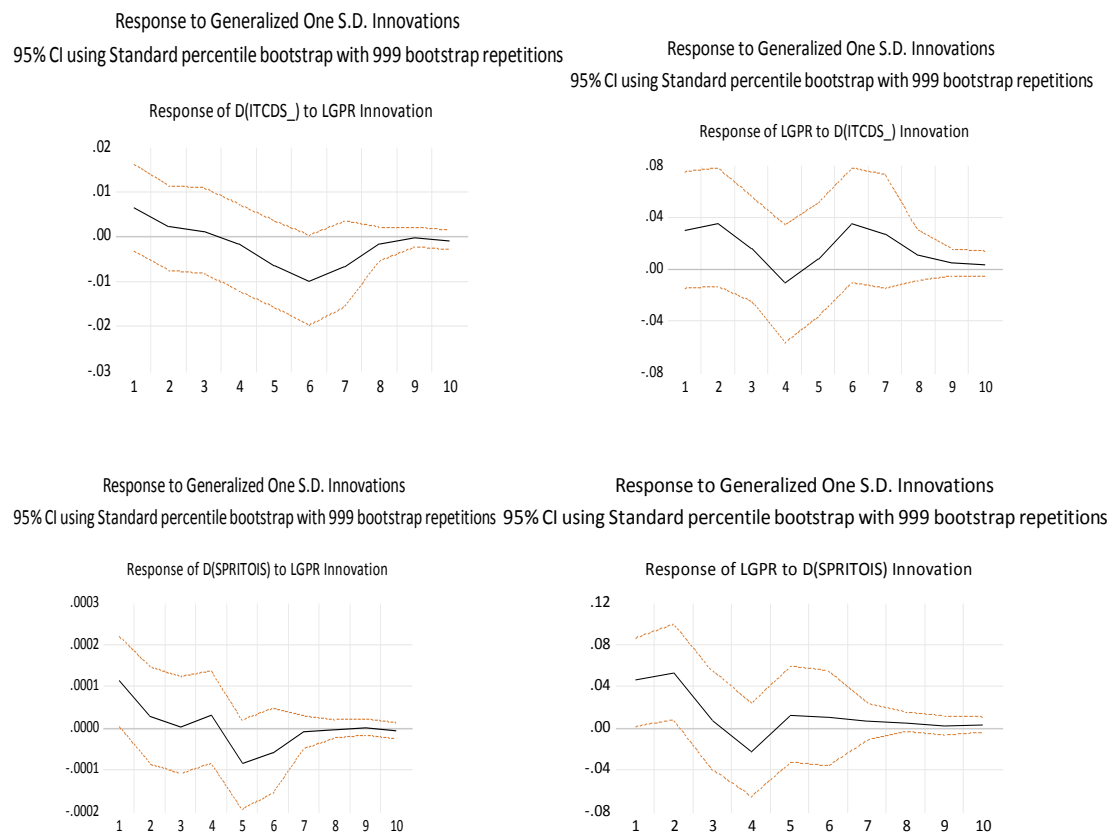 Response to Generalized One S.D. Innovations
95% CI using Standard percentile bootstrap with 999 bootstrap repetitions
Response of D(ITCDS_) to LGPR Innovation
.02
.01
.00
-.01
-.02
-.03
1 2 3 4 5 6 7 8 9 10
Response to Generalized One S.D. Innovations
95% CI using Standard percentile bootstrap with 999 bootstrap repetitions
Response of LGPR to D(ITCDS_) Innovation
.08
.04
.00
-.04
-.08
1 2 3 4 5 6 7 8 9 10
Response to Generalized One S.D. Innovations
95% CI using Standard percentile bootstrap with 999 bootstrap repetitions
Response of D(SPRITOIS) to LGPR Innovation
.0003
.0002
.0001
.0000
-.0001
-.0002
1 2 3 4 5 6 7 8 9 10
Response to Generalized One S.D. Innovations
95% CI using Standard percentile bootstrap with 999 bootstrap repetitions
Response of LGPR to D(SPRITOIS) Innovation
.12
.08
.04
.00
-.04
-.08
1 2 3 4 5 6 7 8 9 10